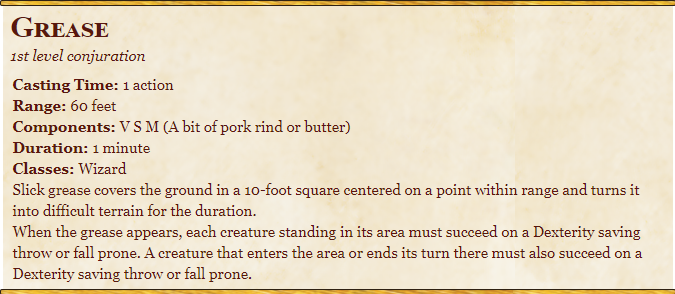 Grease
1st level conjuration
Casting Time: 1 action
Range: 60 feet
Components: V S M (A bit of pork rind or butter)
Duration: 1 minute
Classes: Wizard
Slick grease covers the ground in a 10-foot square centered on a point within range and turns it
into difficult terrain for the duration.
When the grease appears, each creature standing in its area must succeed on a Dexterity saving
throw or fall prone. A creature that enters the area or ends its turn there must also succeed on a
Dexterity saving throw or fall prone.